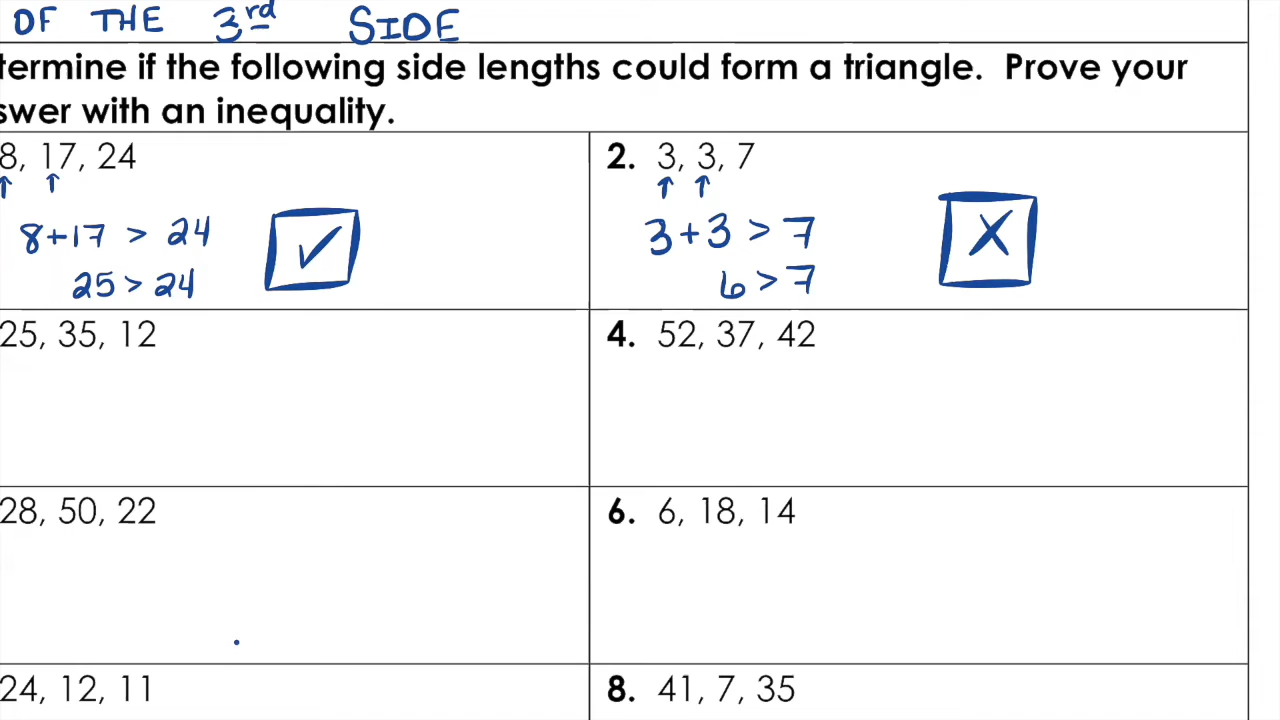 OF THE 3rd SIDE
termine if the following side lengths could form a triangle. Prove your
swer with an inequality.
8, 17, 24
8+17 > 24
25 > 24
2. 3, 3, 7
3+3 > 7
6 > 7
25, 35, 12
4. 52, 37, 42
28, 50, 22
6. 6, 18, 14
24, 12, 11
8. 41, 7, 35